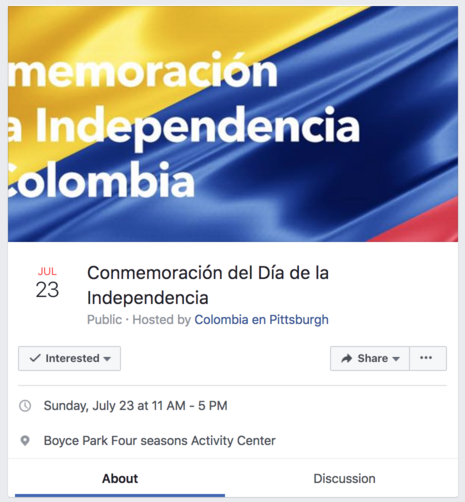 memoración
a Independencia
Colombia
JUL
23
Conmemoración del Día de la
Independencia
Public · Hosted by Colombia en Pittsburgh
Interested
Share
Sunday, July 23 at 11 AM - 5 PM
Boyce Park Four seasons Activity Center
About
Discussion